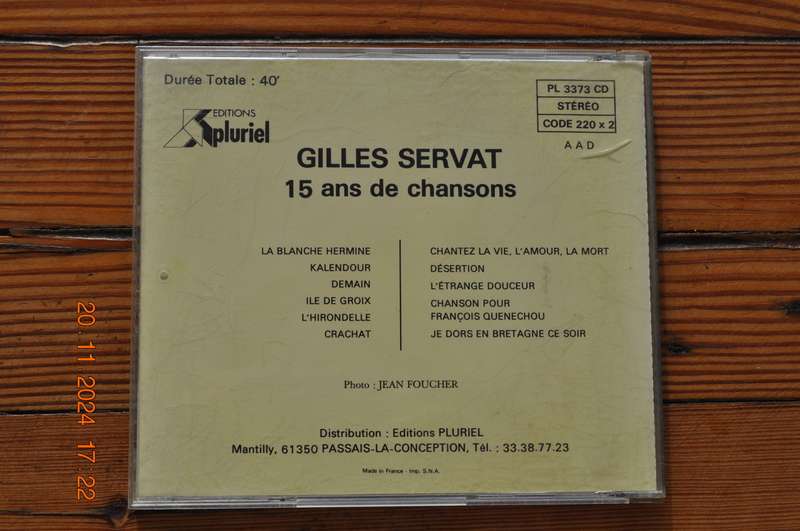 Durée Totale : 40'
EDITIONS
pluriel
PL 3373 CD
STÉRÉO
CODE 220 x 2
A A D
GILLES SERVAT
15 ans de chansons
LA BLANCHE HERMINE
KALENDOUR
DEMAIN
ILE DE GROIX
L'HIRONDELLE
CRACHAT
CHANTEZ LA VIE, L'AMOUR, LA MORT
DÉSERTION
L'ÉTRANGE DOUCEUR
CHANSON POUR
FRANÇOIS QUENECHOU
JE DORS EN BRETAGNE CE SOIR
Photo : JEAN FOUCHER
Distribution : Editions PLURIEL
Mantilly, 61350 PASSAIS-LA-CONCEPTION, Tél. : 33.38.77.23
Made in France - Imp. S.N.A.
20.11.2024 17:22